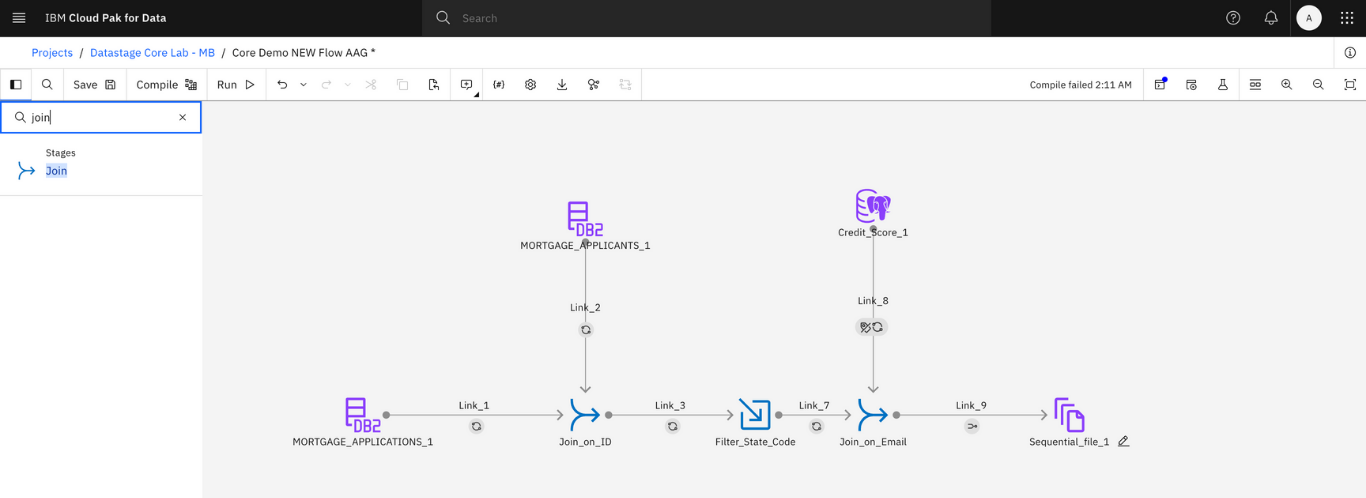 IBM Cloud Pak for Data
Search
A
Projects / Datastage Core Lab - MB / Core Demo NEW Flow AAG *
Save
Compile
Run
{#}
Compile failed 2:11 AM
join
Stages
Join
DB2
MORTGAGE_APPLICANTS_1
Credit_Score_1
Link_2
Link_8
DB2
MORTGAGE_APPLICATIONS_1
Link_1
Join_on_ID
Link_3
Filter_State_Code
Link_7
Join_on_Email
Link_9
Sequential_file_1